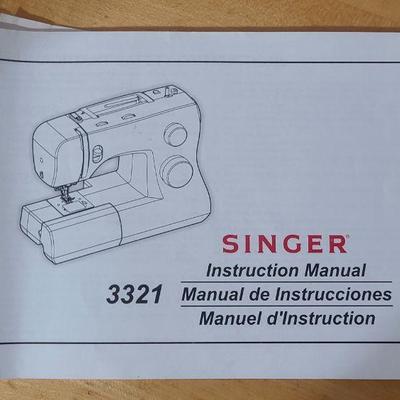 SINGER®
Instruction Manual
3321 Manual de Instrucciones
Manuel d'Instruction